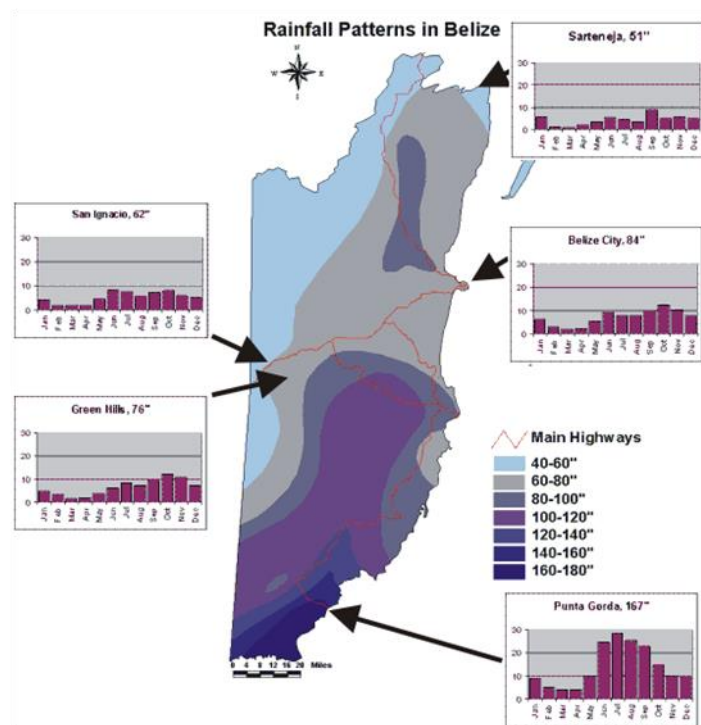 Rainfall Patterns in Belize
N
W E
Sarteneja, 51"
30
20
10
0
Jan Feb Mar Apr May Jun Jul Aug Sep Oct Nov Dec
San Ignacio, 62"
30
20
10
0
Jan Feb Mar Apr May Jun Jul Aug Sep Oct Nov Dec
Belize City, 84"
30
20
10
0
Jan Feb Mar Apr May Jun Jul Aug Sep Oct Nov Dec
Green Hills, 76"
30
20
10
0
Jan Feb Mar Apr May Jun Jul Aug Sep Oct Nov Dec
Main Highways
40-60"
60-80"
80-100"
100-120"
120-140"
140-160"
160-180"
Punta Gorda, 167"
30
20
10
0
Jan Feb Mar Apr May Jun Jul Aug Sep Oct Nov Dec
0 4 8 12 16 20 Miles